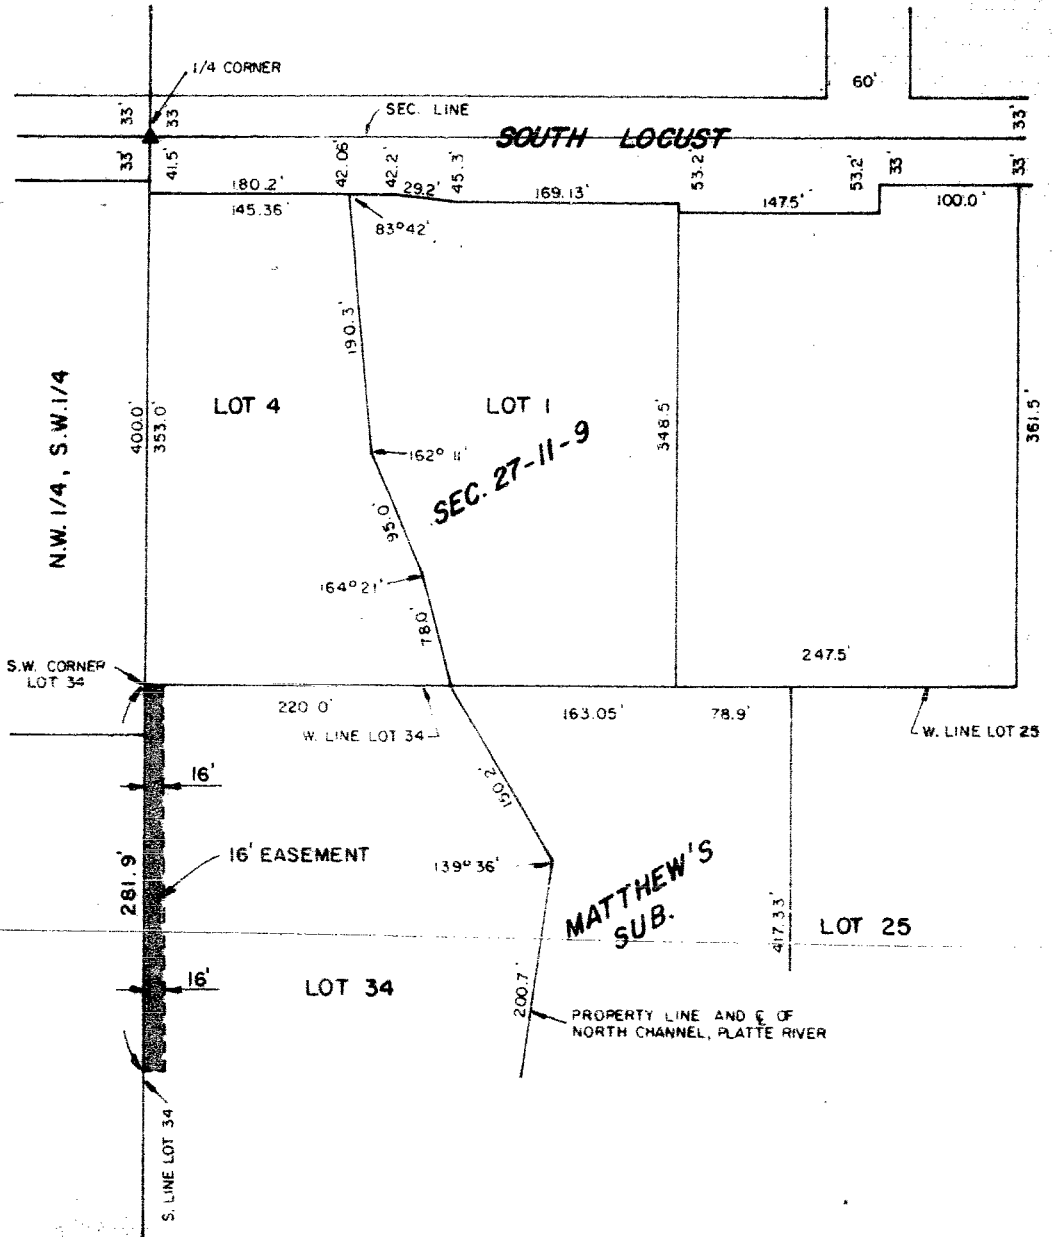 1/4 CORNER
60'
SEC. LINE
33'
33'
33'
SOUTH LOCUST
33'
41.5'
42.06'
42.2'
45.3'
53.2'
53.2'
33'
33'
180.2'
29.2'
169.13'
147.5'
100.0'
145.36'
83°42'
190.3'
N.W. 1/4, S.W. 1/4
400.0'
353.0'
LOT 4
LOT 1
348.5'
361.5'
162° 11'
SEC. 27-11-9
95.0'
164° 21'
78.0'
S.W. CORNER
LOT 34
247.5'
220.0'
163.05'
78.9'
W. LINE LOT 34
W. LINE LOT 25
16'
150.2'
16' EASEMENT
281.9'
139° 36'
MATTHEW'S
SUB.
417.33'
LOT 25
16'
LOT 34
200.7'
PROPERTY LINE AND ℄ OF
NORTH CHANNEL, PLATTE RIVER
S. LINE LOT 34